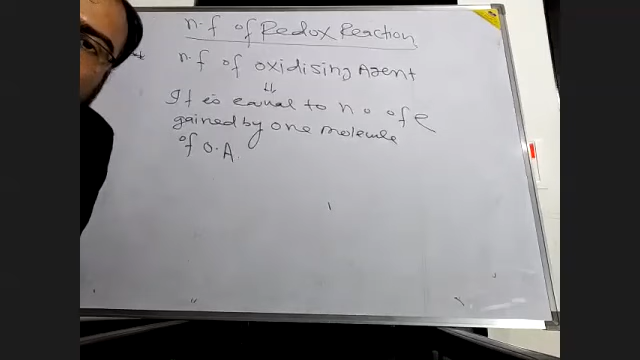 n.f of Redox Reaction
* n.f of oxidising Agent
⇓
It is equal to no of e
gained by one molecule
of O.A